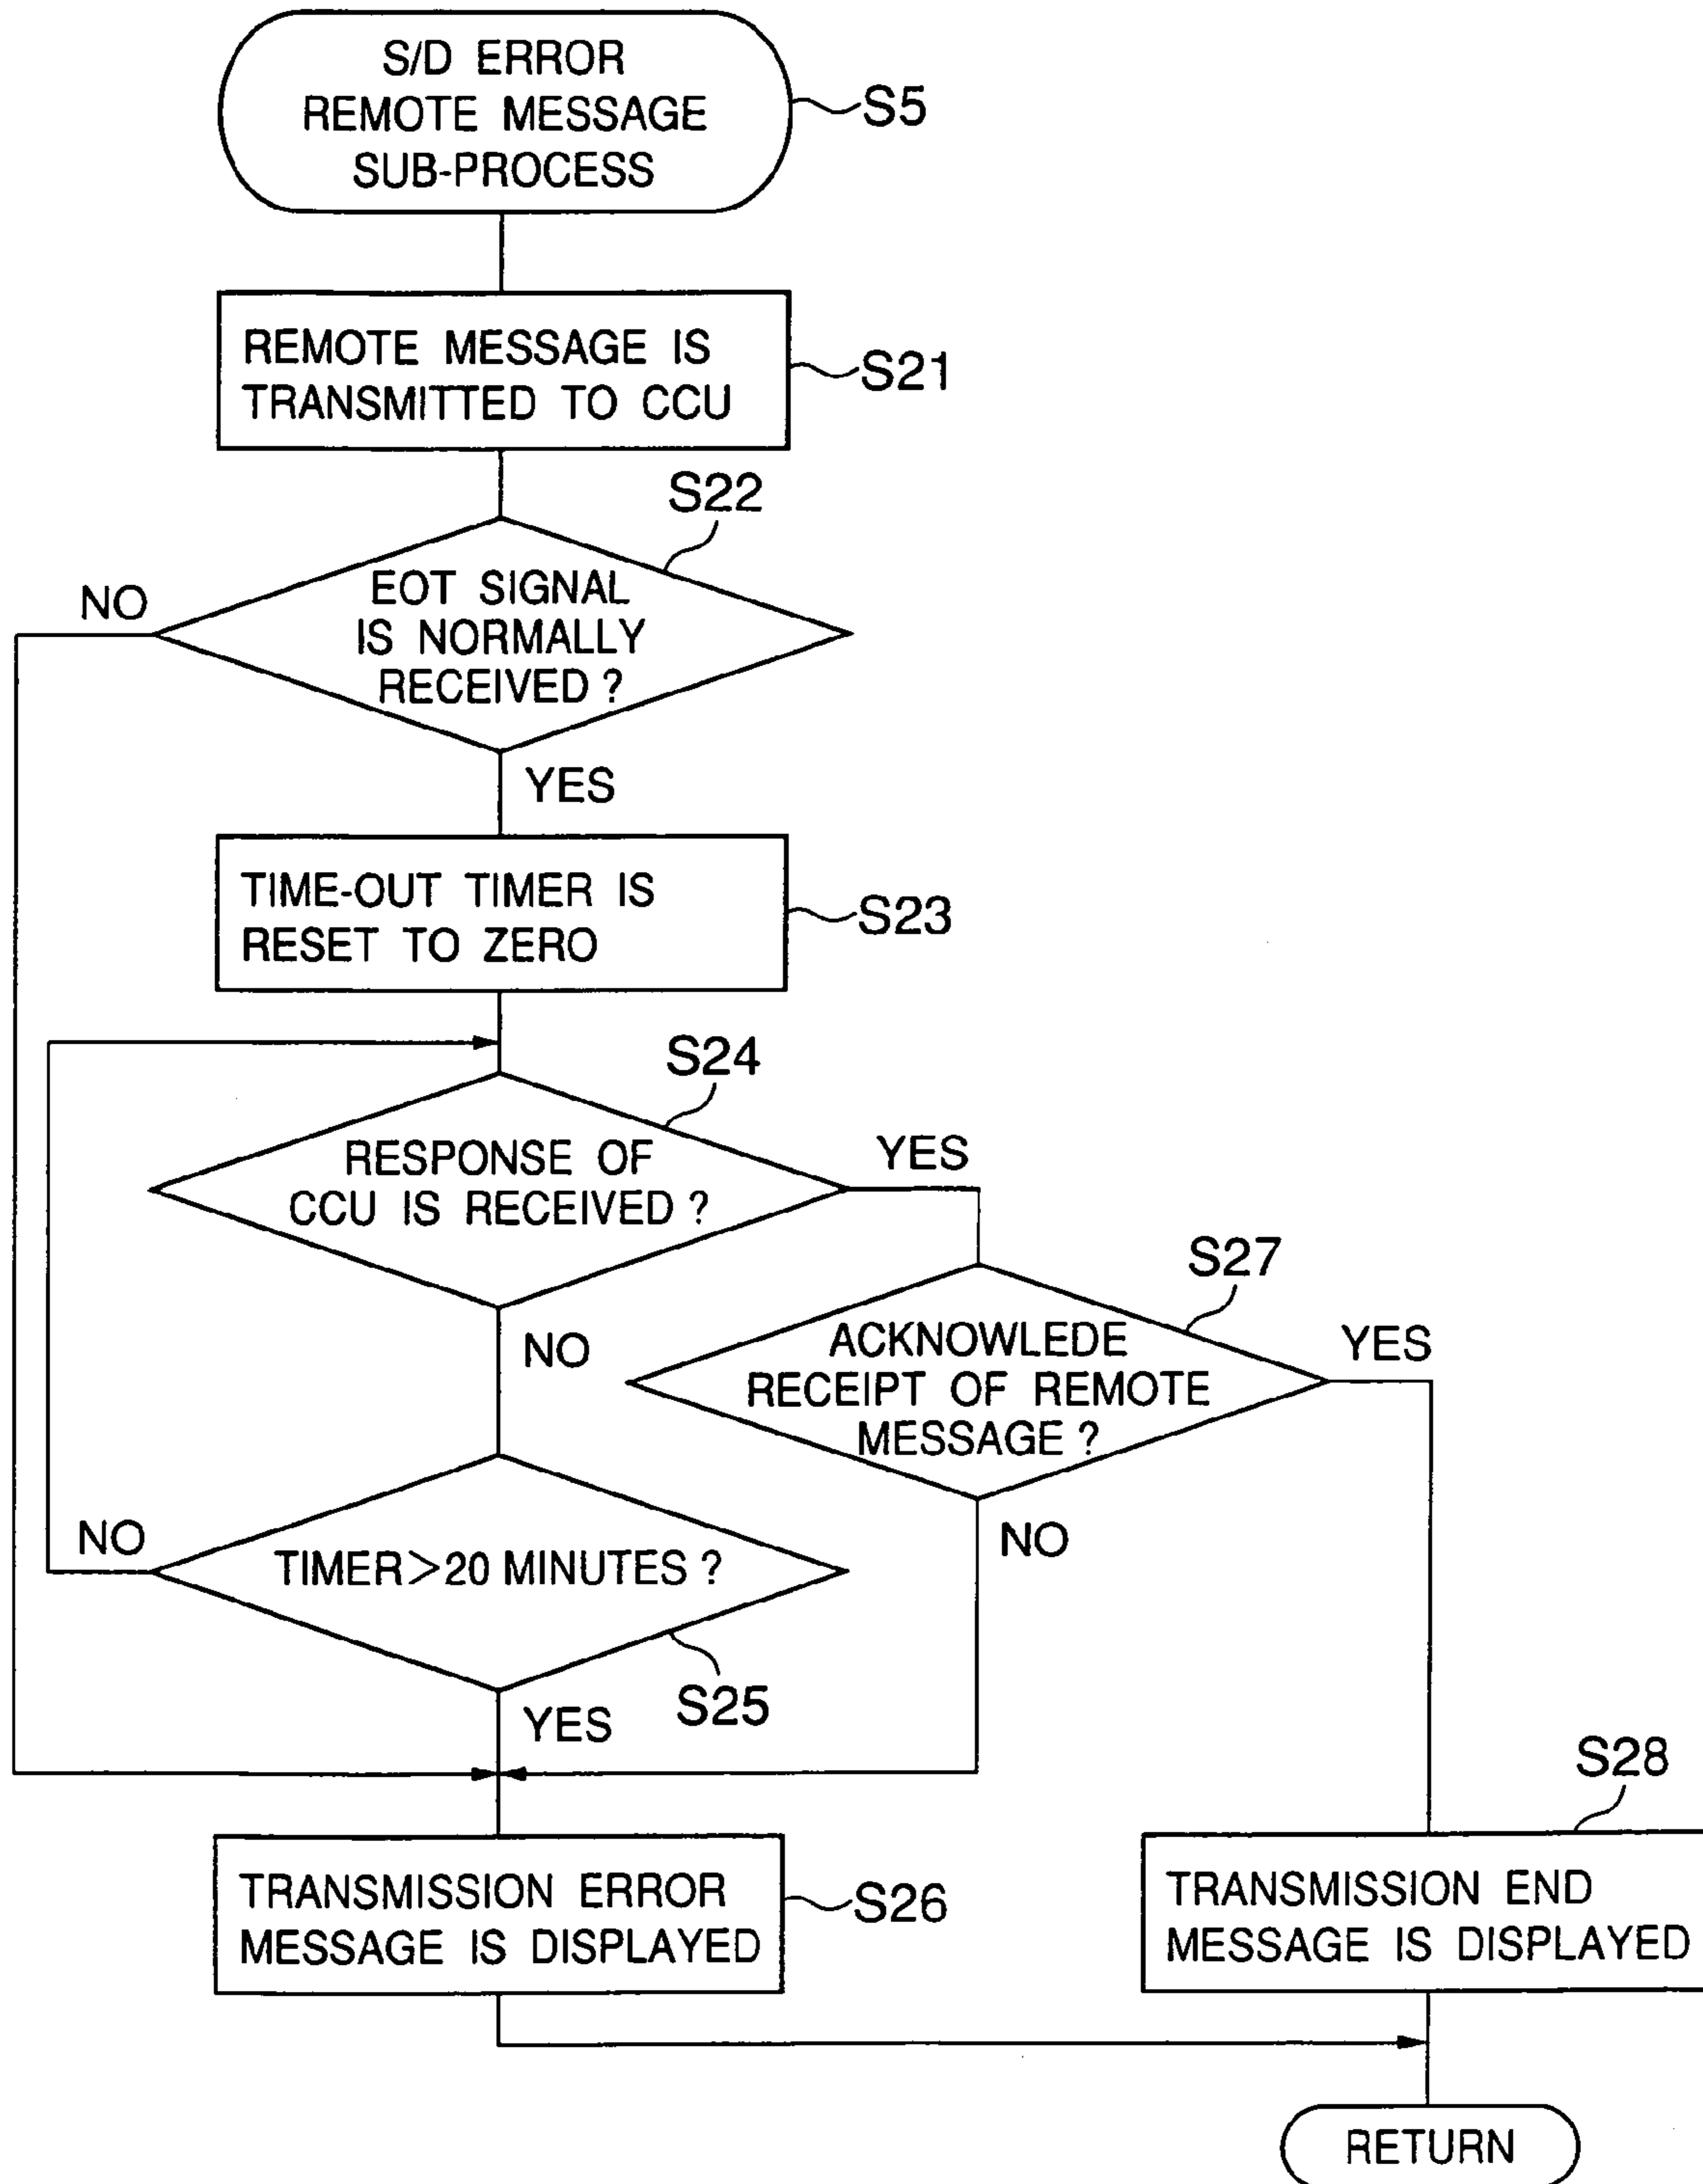 S/D ERROR
REMOTE MESSAGE
SUB-PROCESS
S5
REMOTE MESSAGE IS
TRANSMITTED TO CCU
S21
S22
EOT SIGNAL
IS NORMALLY
RECEIVED ?
NO
YES
TIME-OUT TIMER IS
RESET TO ZERO
S23
S24
RESPONSE OF
CCU IS RECEIVED ?
YES
NO
S27
ACKNOWLEDE
RECEIPT OF REMOTE
MESSAGE ?
YES
NO
TIMER>20 MINUTES ?
NO
S25
YES
TRANSMISSION ERROR
MESSAGE IS DISPLAYED
S26
S28
TRANSMISSION END
MESSAGE IS DISPLAYED
RETURN